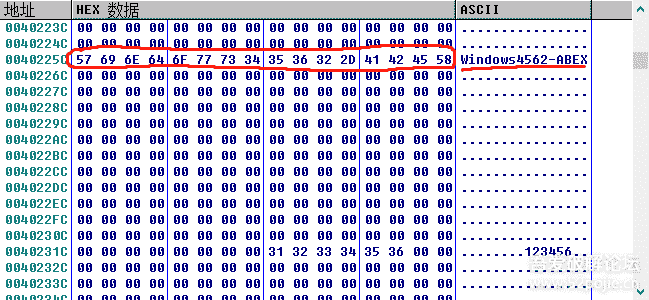 地址 HEX 数据 ASCII
0040223C 00 00 00 00 00 00 00 00 00 00 00 00 00 00 00 00 ................
0040224C 00 00 00 00 00 00 00 00 00 00 00 00 00 00 00 00 ................
0040225C 57 69 6E 64 6F 77 73 34 35 36 32 2D 41 42 45 58 Windows4562-ABEX
0040226C 00 00 00 00 00 00 00 00 00 00 00 00 00 00 00 00 ................
0040227C 00 00 00 00 00 00 00 00 00 00 00 00 00 00 00 00 ................
0040228C 00 00 00 00 00 00 00 00 00 00 00 00 00 00 00 00 ................
0040229C 00 00 00 00 00 00 00 00 00 00 00 00 00 00 00 00 ................
004022AC 00 00 00 00 00 00 00 00 00 00 00 00 00 00 00 00 ................
004022BC 00 00 00 00 00 00 00 00 00 00 00 00 00 00 00 00 ................
004022CC 00 00 00 00 00 00 00 00 00 00 00 00 00 00 00 00 ................
004022DC 00 00 00 00 00 00 00 00 00 00 00 00 00 00 00 00 ................
004022EC 00 00 00 00 00 00 00 00 00 00 00 00 00 00 00 00 ................
004022FC 00 00 00 00 00 00 00 00 00 00 00 00 00 00 00 00 ................
0040230C 00 00 00 00 00 00 00 00 00 00 00 00 00 00 00 00 ................
0040231C 00 00 00 00 00 00 00 00 31 32 33 34 35 36 00 00 ........123456..
0040232C 00 00 00 00 00 00 00 00 00 00 00 00 00 00 00 00
0040233C 00 00 00 00 00 00 00 00 00 00 00 00 00 00 00 00